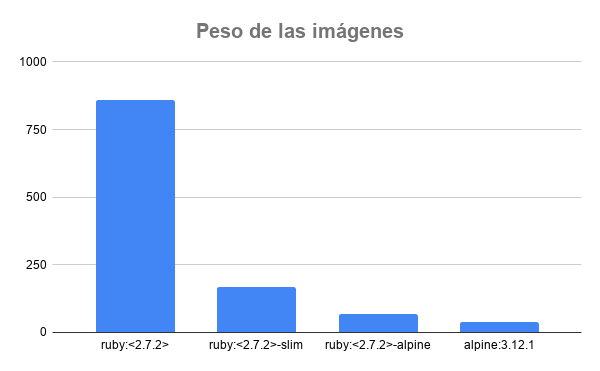 Peso de las imágenes
1000
750
500
250
0
ruby:<2.7.2>
ruby:<2.7.2>-slim
ruby:<2.7.2>-alpine
alpine:3.12.1